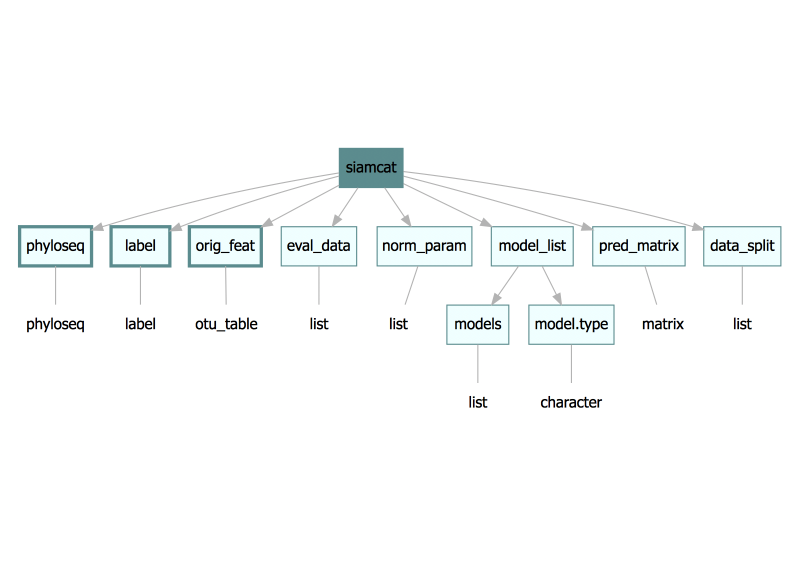 siamcat
phyloseq label orig_feat eval_data norm_param model_list pred_matrix data_split
phyloseq label otu_table list list models model.type matrix list
list character